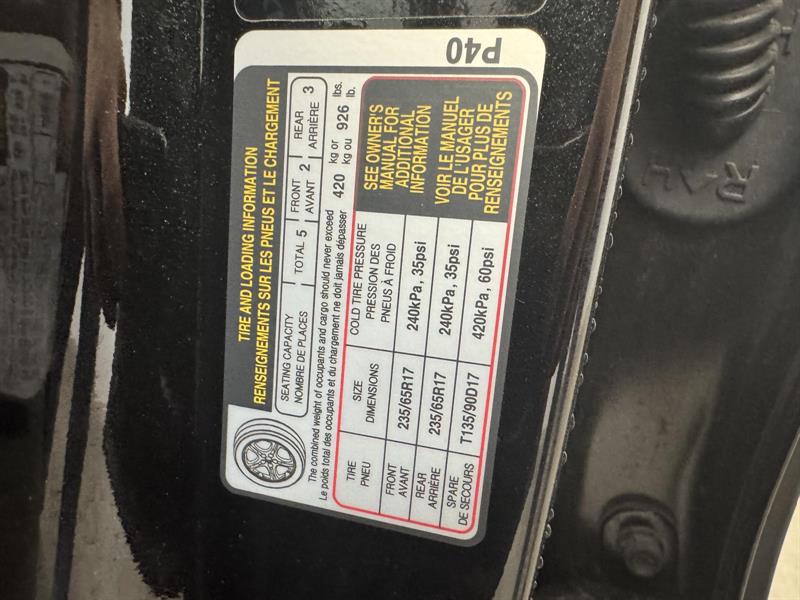 P40
TIRE AND LOADING INFORMATION
RENSEIGNEMENTS SUR LES PNEUS ET LE CHARGEMENT
SEATING CAPACITY
NOMBRE DE PLACES
TOTAL 5
FRONT
AVANT 2
REAR
ARRIÈRE 3
The combined weight of occupants and cargo should never exceed 420 kg or 926 lbs.
Le poids total des occupants et du chargement ne doit jamais dépasser kg ou lb.
TIRE
PNEU
SIZE
DIMENSIONS
COLD TIRE PRESSURE
PRESSION DES
PNEUS À FROID
FRONT
AVANT
235/65R17
240kPa, 35psi
REAR
ARRIÈRE
235/65R17
240kPa, 35psi
SPARE
DE SECOURS
T135/90D17
420kPa, 60psi
SEE OWNER'S
MANUAL FOR
ADDITIONAL
INFORMATION
VOIR LE MANUEL
DE L'USAGER
POUR PLUS DE
RENSEIGNEMENTS